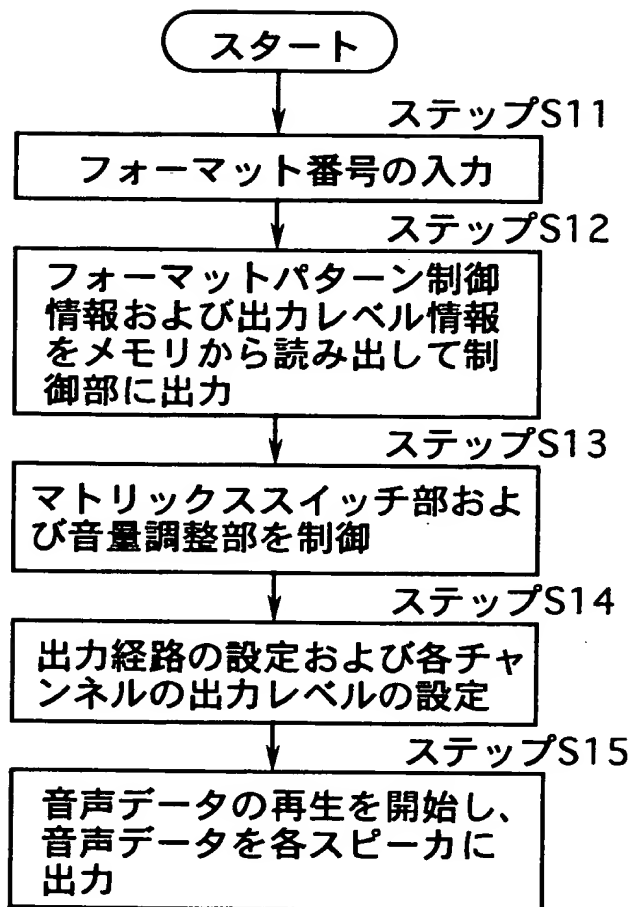 スタート
ステップS11
フォーマット番号の入力
ステップS12
フォーマットパターン制御
情報および出力レベル情報
をメモリから読み出して制
御部に出力
ステップS13
マトリックススイッチ部およ
び音量調整部を制御
ステップS14
出力経路の設定および各チャ
ンネルの出力レベルの設定
ステップS15
音声データの再生を開始し、
音声データを各スピーカに
出力